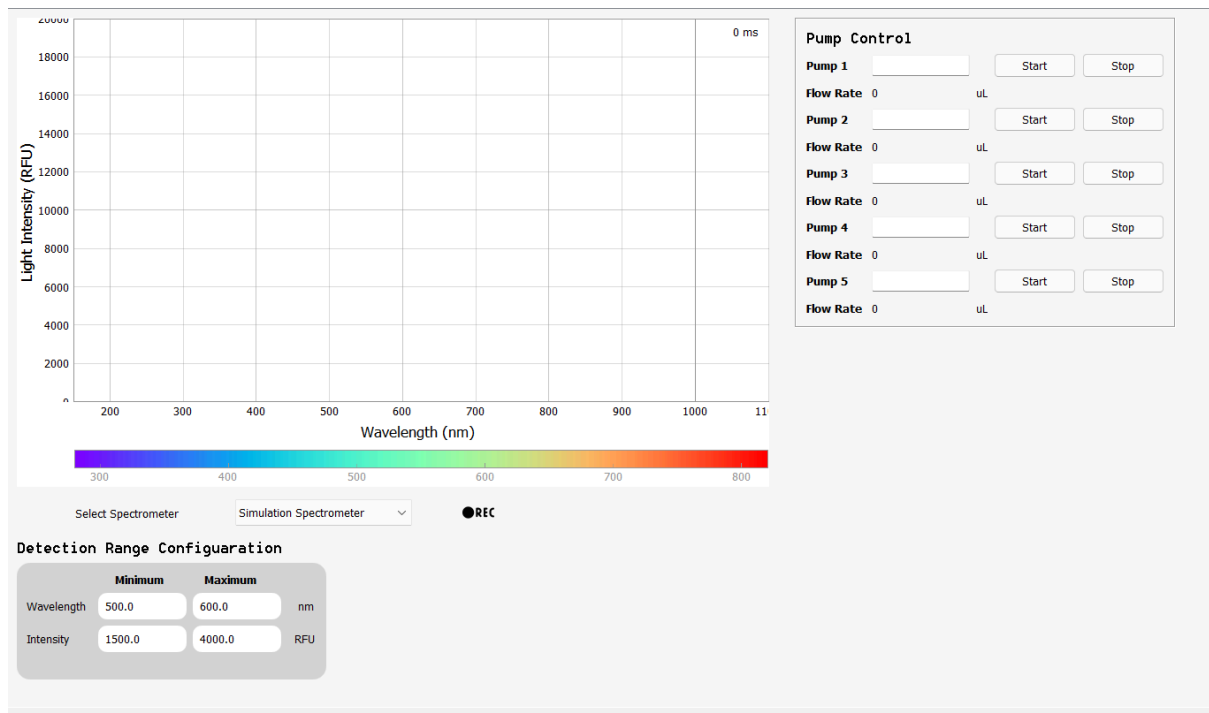 20000
0 ms
18000
16000
14000
12000
10000
8000
6000
4000
2000
0
Light Intensity (RFU)
200 300 400 500 600 700 800 900 1000 11
Wavelength (nm)
300 400 500 600 700 800
Select Spectrometer Simulation Spectrometer REC
Detection Range Configuaration
Minimum Maximum
Wavelength 500.0 600.0 nm
Intensity 1500.0 4000.0 RFU
Pump Control
Pump 1 Start Stop
Flow Rate 0 uL
Pump 2 Start Stop
Flow Rate 0 uL
Pump 3 Start Stop
Flow Rate 0 uL
Pump 4 Start Stop
Flow Rate 0 uL
Pump 5 Start Stop
Flow Rate 0 uL